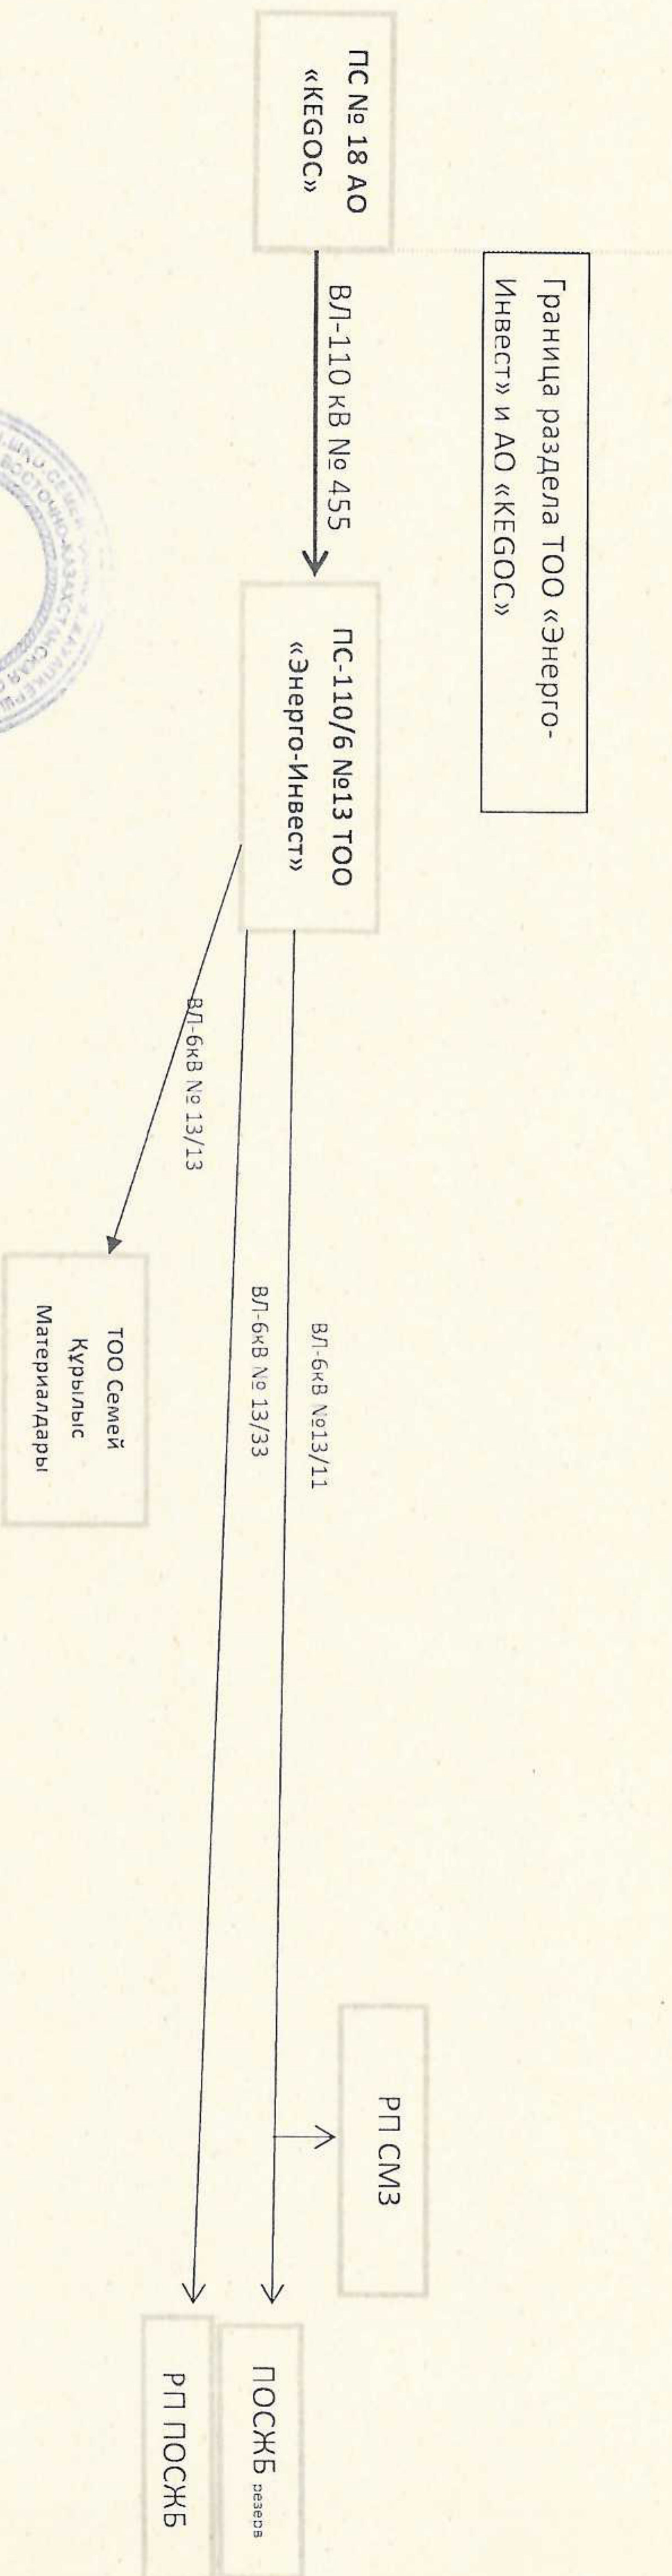 Граница раздела ТОО «Энерго-
Инвест» и АО «KEGOC»
ПС № 18 АО
«KEGOC»
ВЛ-110 кВ № 455
ПС-110/6 №13 ТОО
«Энерго-Инвест»
РП СМЗ
ВЛ-6кВ №13/11
ВЛ-6кВ № 13/33
ВЛ-6кВ № 13/13
ПОСЖБ резерв
РП ПОСЖБ
ТОО Семей
Құрылыс
Материалдары
ВОСТОЧНО-КАЗАХСТАНСКАЯ